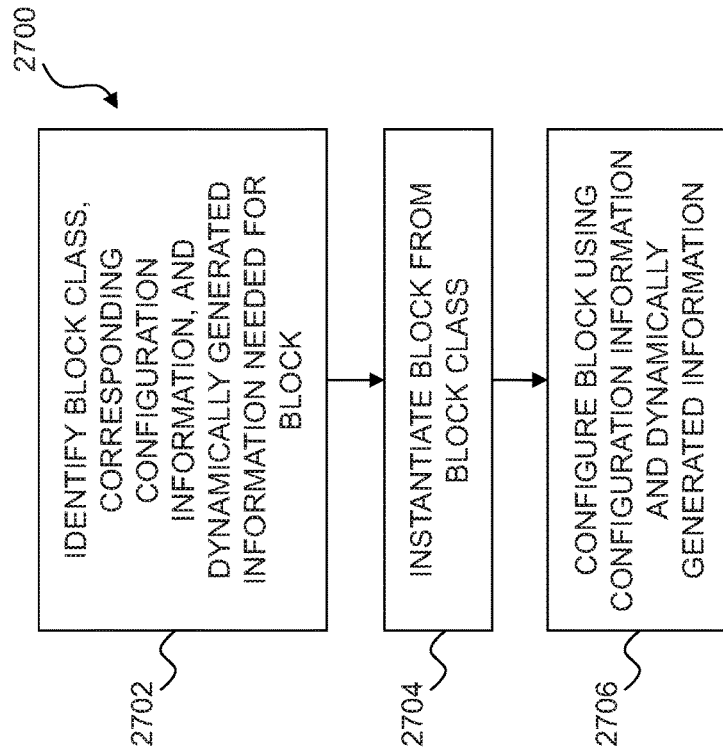 2700
2702
IDENTIFY BLOCK CLASS,
CORRESPONDING
CONFIGURATION
INFORMATION, AND
DYNAMICALLY GENERATED
INFORMATION NEEDED FOR
BLOCK
2704
INSTANTIATE BLOCK FROM
BLOCK CLASS
2706
CONFIGURE BLOCK USING
CONFIGURATION INFORMATION
AND DYNAMICALLY
GENERATED INFORMATION